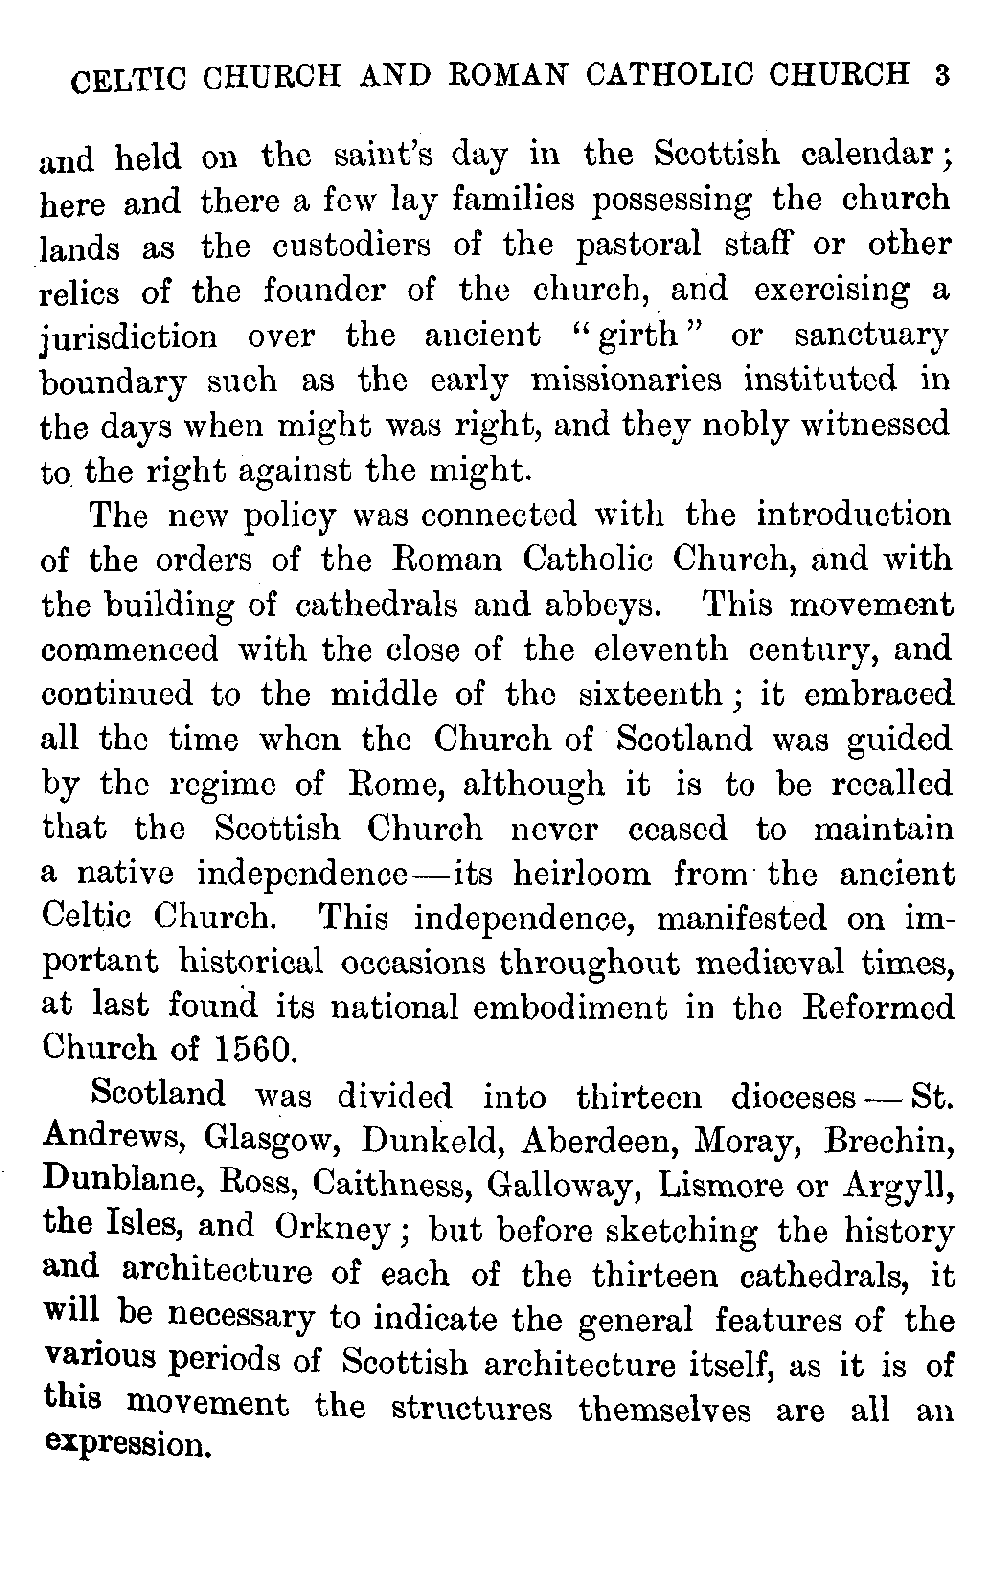 CELTIC CHURCH AND ROMAN CATHOLIC CHURCH 3
and held on the saint's day in the Scottish calendar;
here and there a few lay families possessing the church
lands as the custodiers of the pastoral staff or other
relics of the founder of the church, and exercising a
jurisdiction over the ancient "girth" or sanctuary
boundary such as the early missionaries instituted in
the days when might was right, and they nobly witnessed
to the right against the might.
The new policy was connected with the introduction
of the orders of the Roman Catholic Church, and with
the building of cathedrals and abbeys. This movement
commenced with the close of the eleventh century, and
continued to the middle of the sixteenth; it embraced
all the time when the Church of Scotland was guided
by the regime of Rome, although it is to be recalled
that the Scottish Church never ceased to maintain
a native independence—its heirloom from the ancient
Celtic Church. This independence, manifested on im-
portant historical occasions throughout mediæval times,
at last found its national embodiment in the Reformed
Church of 1560.
Scotland was divided into thirteen dioceses — St.
Andrews, Glasgow, Dunkeld, Aberdeen, Moray, Brechin,
Dunblane, Ross, Caithness, Galloway, Lismore or Argyll,
the Isles, and Orkney; but before sketching the history
and architecture of each of the thirteen cathedrals, it
will be necessary to indicate the general features of the
various periods of Scottish architecture itself, as it is of
this movement the structures themselves are all an
expression.